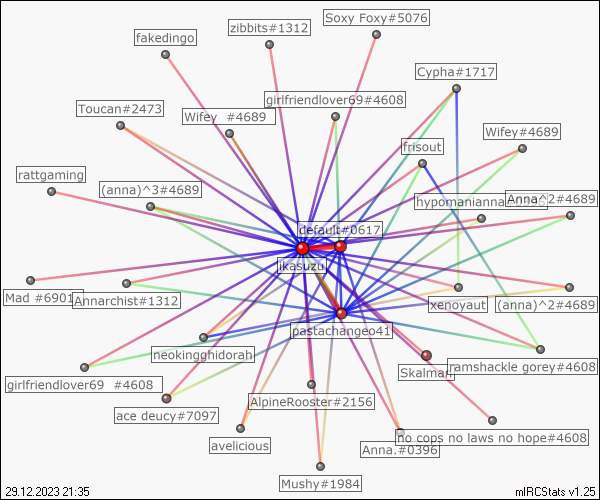 Soxy Foxy#5076
zibbits#1312
fakedingo
Cypha#1717
girlfriendlover69#4608
Toucan#2473
Wifey #4689
Wifey#4689
frisout
rattgaming
(anna)^3#4689
hypomanianna
Anna^2#4689
default#0617
ikasuzu
Mad #6901
Annarchist#1312
xenovaut
(anna)^2#4689
pastachangeo41
neokingghidorah
Skalman
ramshackle gorey#4608
girlfriendlover69 #4608
AlpineRooster#2156
ace deucy#7097
avelicious
Anna.#0396
no cops no laws no hope#4608
Mushy#1984
29.12.2023 21:35
mIRCStats v1.25